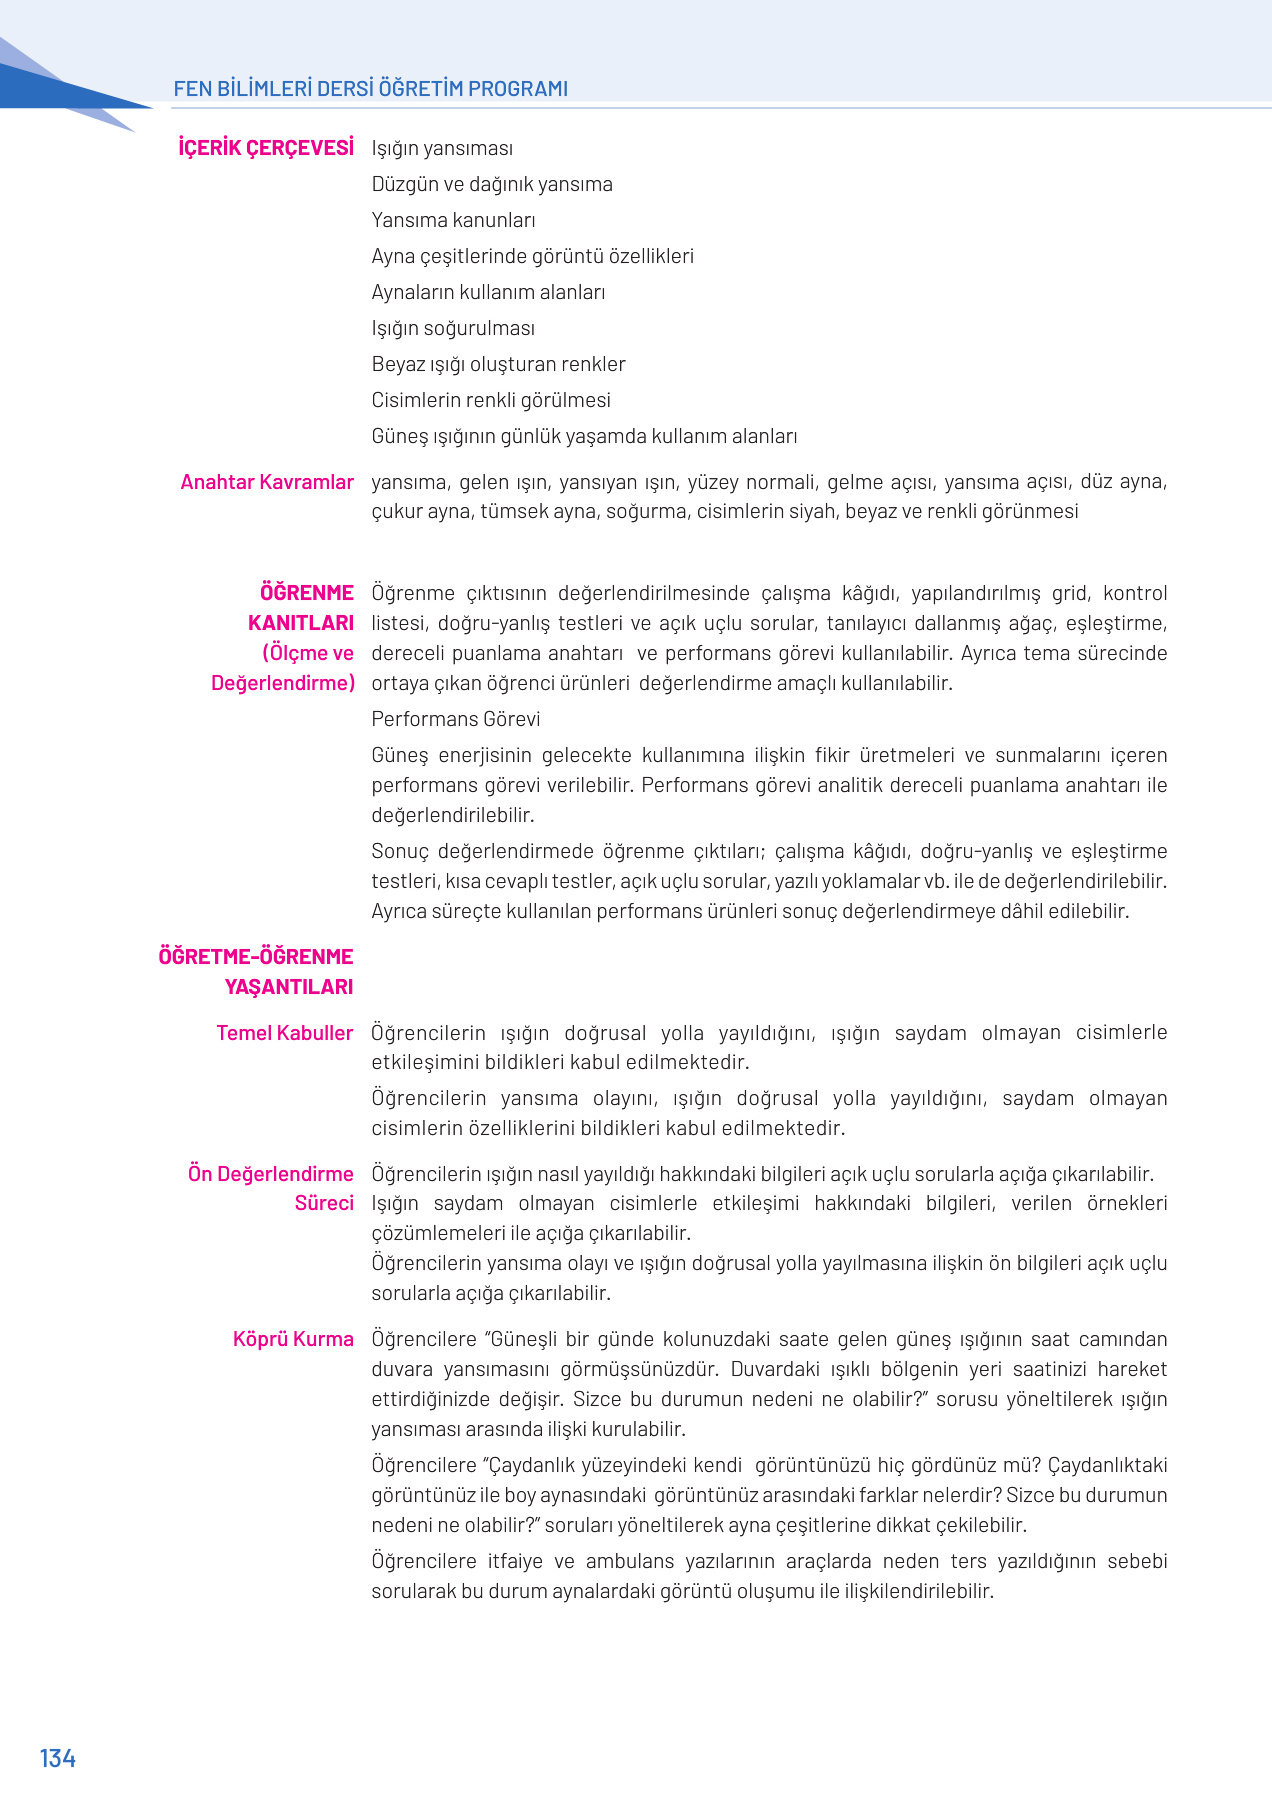 FEN BİLİMLERİ DERSİ ÖĞRETİM PROGRAMI
İÇERİK ÇERÇEVESİ
Işığın yansıması
Düzgün ve dağınık yansıma
Yansıma kanunları
Ayna çeşitlerinde görüntü özellikleri
Aynaların kullanım alanları
Işığın soğurulması
Beyaz ışığı oluşturan renkler
Cisimlerin renkli görülmesi
Güneş ışığının günlük yaşamda kullanım alanları
Anahtar Kavramlar
yansıma, gelen ışın, yansıyan ışın, yüzey normali, gelme açısı, yansıma açısı, düz ayna,
çukur ayna, tümsek ayna, soğurma, cisimlerin siyah, beyaz ve renkli görünmesi
ÖĞRENME
KANITLARI
(Ölçme ve
Değerlendirme)
Öğrenme çıktısının değerlendirilmesinde çalışma kâğıdı, yapılandırılmış grid, kontrol
listesi, doğru-yanlış testleri ve açık uçlu sorular, tanılayıcı dallanmış ağaç, eşleştirme,
dereceli puanlama anahtarı  ve performans görevi kullanılabilir. Ayrıca tema sürecinde
ortaya çıkan öğrenci ürünleri  değerlendirme amaçlı kullanılabilir.
Performans Görevi
Güneş enerjisinin gelecekte kullanımına ilişkin fikir üretmeleri ve sunmalarını içeren
performans görevi verilebilir. Performans görevi analitik dereceli puanlama anahtarı ile
değerlendirilebilir.
Sonuç değerlendirmede öğrenme çıktıları; çalışma kâğıdı, doğru-yanlış ve eşleştirme
testleri, kısa cevaplı testler, açık uçlu sorular, yazılı yoklamalar vb. ile de değerlendirilebilir.
Ayrıca süreçte kullanılan performans ürünleri sonuç değerlendirmeye dâhil edilebilir.
ÖĞRETME-ÖĞRENME
YAŞANTILARI
Temel Kabuller
Öğrencilerin ışığın doğrusal yolla yayıldığını, ışığın saydam olmayan cisimlerle
etkileşimini bildikleri kabul edilmektedir.
Öğrencilerin yansıma olayını, ışığın doğrusal yolla yayıldığını, saydam olmayan
cisimlerin özelliklerini bildikleri kabul edilmektedir.
Ön Değerlendirme
Süreci
Öğrencilerin ışığın nasıl yayıldığı hakkındaki bilgileri açık uçlu sorularla açığa çıkarılabilir.
Işığın saydam olmayan cisimlerle etkileşimi hakkındaki bilgileri, verilen örnekleri
çözümlemeleri ile açığa çıkarılabilir.
Öğrencilerin yansıma olayı ve ışığın doğrusal yolla yayılmasına ilişkin ön bilgileri açık uçlu
sorularla açığa çıkarılabilir.
Köprü Kurma
Öğrencilere “Güneşli bir günde kolunuzdaki saate gelen güneş ışığının saat camından
duvara yansımasını görmüşsünüzdür. Duvardaki ışıklı bölgenin yeri saatinizi hareket
ettirdiğinizde değişir. Sizce bu durumun nedeni ne olabilir?” sorusu yöneltilerek ışığın
yansıması arasında ilişki kurulabilir.
Öğrencilere “Çaydanlık yüzeyindeki kendi  görüntünüzü hiç gördünüz mü? Çaydanlıktaki
görüntünüz ile boy aynasındaki  görüntünüz arasındaki farklar nelerdir? Sizce bu durumun
nedeni ne olabilir?” soruları yöneltilerek ayna çeşitlerine dikkat çekilebilir.
Öğrencilere itfaiye ve ambulans yazılarının araçlarda neden ters yazıldığının sebebi
sorularak bu durum aynalardaki görüntü oluşumu ile ilişkilendirilebilir.
134